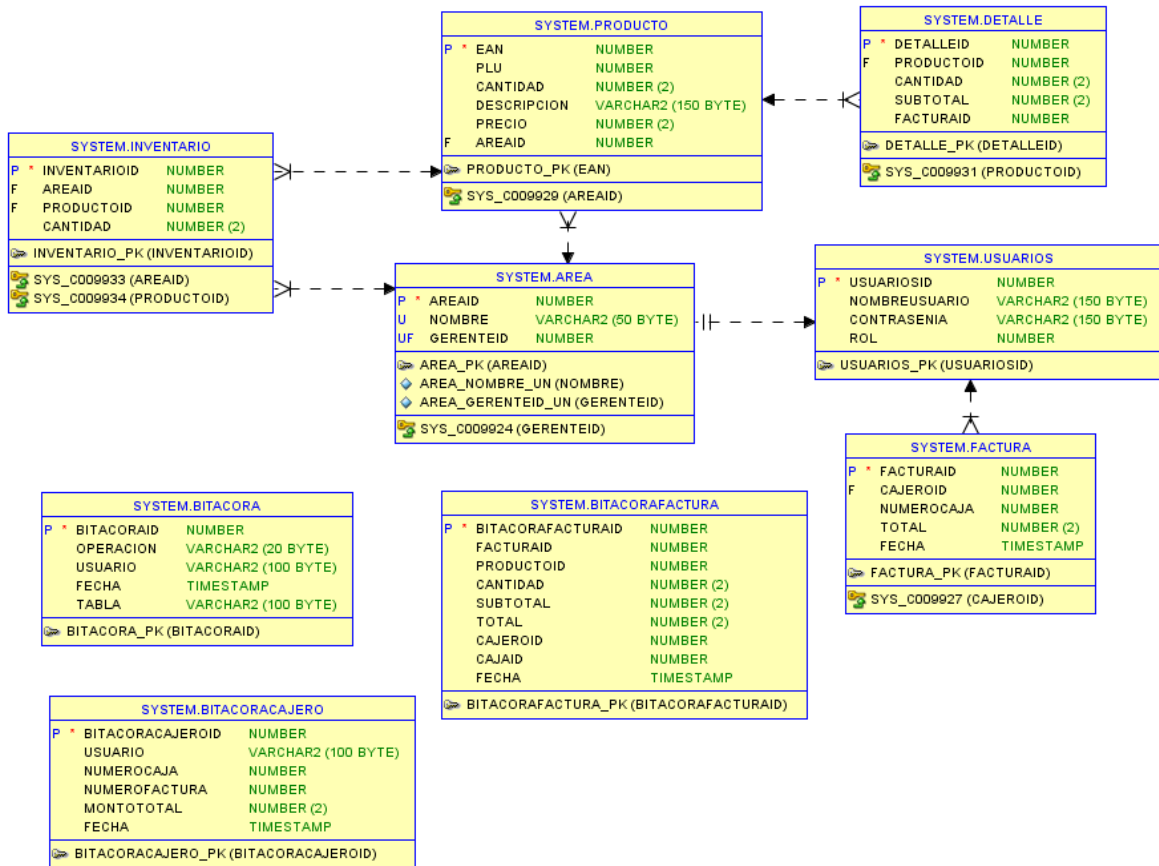 SYSTEM.PRODUCTO
P * EAN NUMBER
PLU NUMBER
CANTIDAD NUMBER (2)
DESCRIPCION VARCHAR2 (150 BYTE)
PRECIO NUMBER (2)
F AREAID NUMBER
PRODUCTO_PK (EAN)
SYS_C009929 (AREAID)
SYSTEM.DETALLE
P * DETALLEID NUMBER
F PRODUCTOID NUMBER
CANTIDAD NUMBER (2)
SUBTOTAL NUMBER (2)
FACTURAID NUMBER
DETALLE_PK (DETALLEID)
SYS_C009931 (PRODUCTOID)
SYSTEM.INVENTARIO
P * INVENTARIOID NUMBER
F AREAID NUMBER
F PRODUCTOID NUMBER
CANTIDAD NUMBER (2)
INVENTARIO_PK (INVENTARIOID)
SYS_C009933 (AREAID)
SYS_C009934 (PRODUCTOID)
SYSTEM.AREA
P * AREAID NUMBER
U NOMBRE VARCHAR2 (50 BYTE)
UF GERENTEID NUMBER
AREA_PK (AREAID)
AREA_NOMBRE_UN (NOMBRE)
AREA_GERENTEID_UN (GERENTEID)
SYS_C009924 (GERENTEID)
SYSTEM.USUARIOS
P * USUARIOSID NUMBER
NOMBREUSUARIO VARCHAR2 (150 BYTE)
CONTRASENIA VARCHAR2 (150 BYTE)
ROL NUMBER
USUARIOS_PK (USUARIOSID)
SYSTEM.FACTURA
P * FACTURAID NUMBER
F CAJEROID NUMBER
NUMEROCAJA NUMBER
TOTAL NUMBER (2)
FECHA TIMESTAMP
FACTURA_PK (FACTURAID)
SYS_C009927 (CAJEROID)
SYSTEM.BITACORA
P * BITACORAID NUMBER
OPERACION VARCHAR2 (20 BYTE)
USUARIO VARCHAR2 (100 BYTE)
FECHA TIMESTAMP
TABLA VARCHAR2 (100 BYTE)
BITACORA_PK (BITACORAID)
SYSTEM.BITACORAFACTURA
P * BITACORAFACTURAID NUMBER
FACTURAID NUMBER
PRODUCTOID NUMBER
CANTIDAD NUMBER (2)
SUBTOTAL NUMBER (2)
TOTAL NUMBER (2)
CAJEROID NUMBER
CAJAID NUMBER
FECHA TIMESTAMP
BITACORAFACTURA_PK (BITACORAFACTURAID)
SYSTEM.BITACORACAJERO
P * BITACORACAJEROID NUMBER
USUARIO VARCHAR2 (100 BYTE)
NUMEROCAJA NUMBER
NUMEROFACTURA NUMBER
MONTOTOTAL NUMBER (2)
FECHA TIMESTAMP
BITACORACAJERO_PK (BITACORACAJEROID)